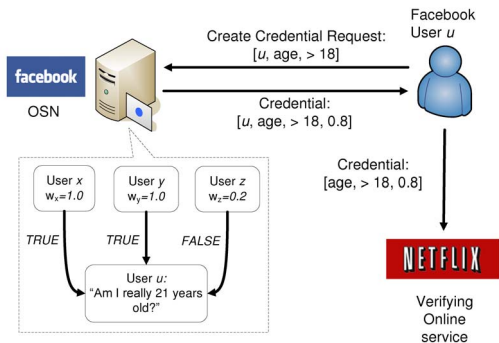 Facebook
User u
Create Credential Request:
[u, age, > 18]
facebook
OSN
Credential:
[u, age, > 18, 0.8]
Credential:
[age, > 18, 0.8]
User x
wx=1.0
User y
wy=1.0
User z
wz=0.2
TRUE
TRUE
FALSE
User u:
“Am I really 21 years
old?”
NETFLIX
Verifying
Online
service